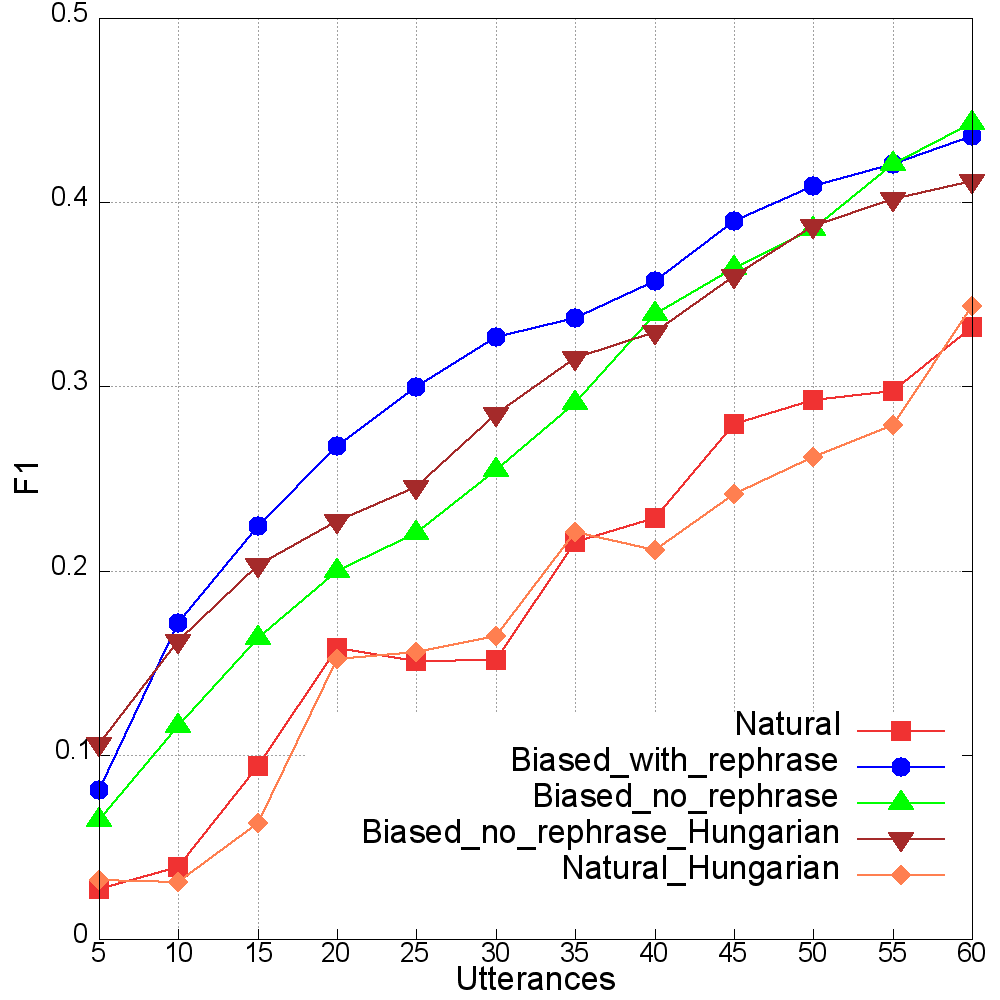 0.5
0.4
0.3
0.2
0.1
0
F1
Natural
Biased_with_rephrase
Biased_no_rephrase
Biased_no_rephrase_Hungarian
Natural_Hungarian
5 10 15 20 25 30 35 40 45 50 55 60
Utterances